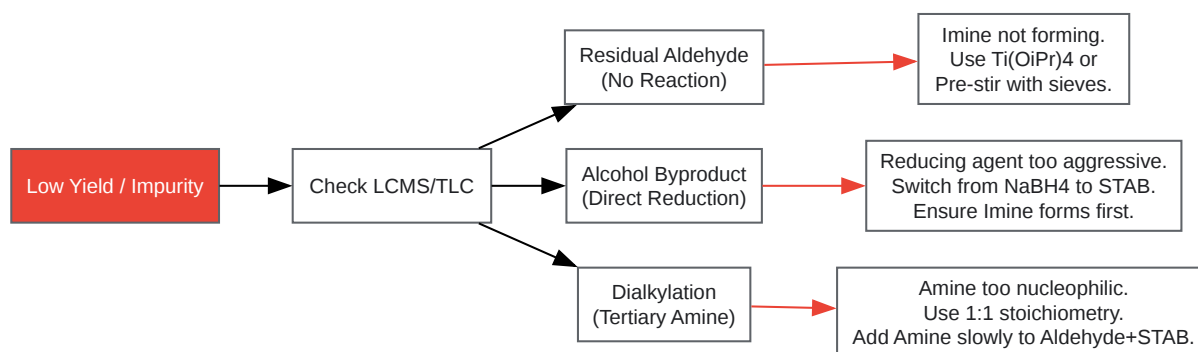 Low Yield / Impurity
Check LCMS/TLC
Residual Aldehyde
(No Reaction)
Imine not forming.
Use Ti(OiPr)4 or
Pre-stir with sieves.
Alcohol Byproduct
(Direct Reduction)
Reducing agent too aggressive.
Switch from NaBH4 to STAB.
Ensure Imine forms first.
Dialkylation
(Tertiary Amine)
Amine too nucleophilic.
Use 1:1 stoichiometry.
Add Amine slowly to Aldehyde+STAB.